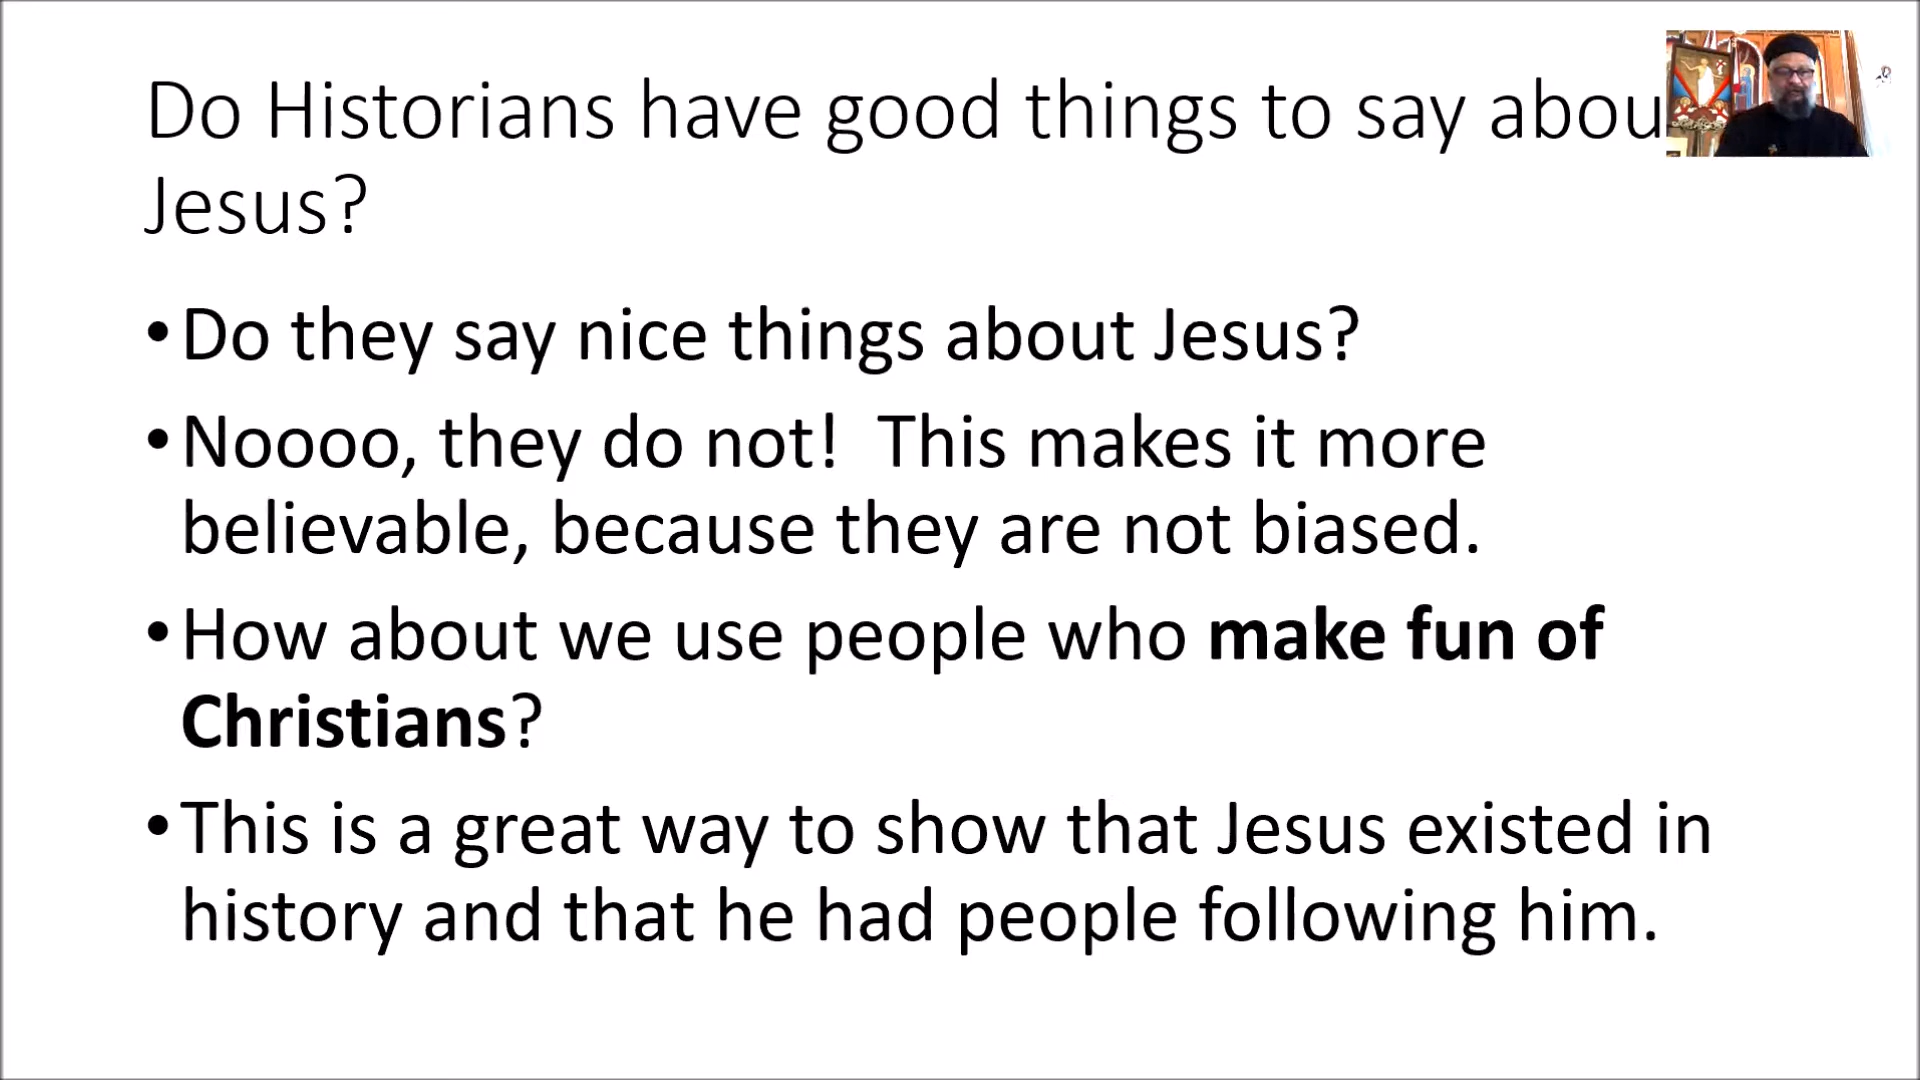 Do Historians have good things to say abou
Jesus?
•Do they say nice things about Jesus?
•Noooo, they do not!  This makes it more
believable, because they are not biased.
•How about we use people who make fun of
Christians?
•This is a great way to show that Jesus existed in
history and that he had people following him.